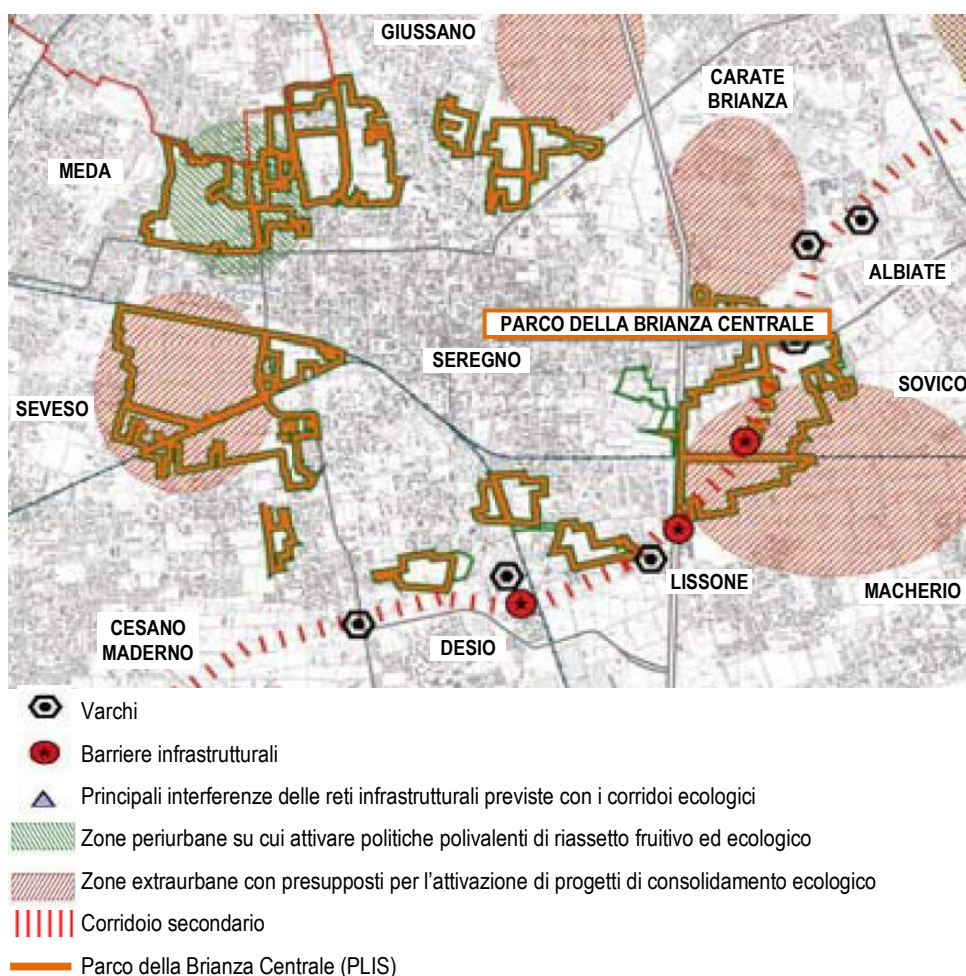 GIUSSANO
CARATE
BRIANZA
MEDA
ALBIATE
PARCO DELLA BRIANZA CENTRALE
SEREGNO
SOVICO
SEVESO
LISSONE
MACHERIO
CESANO
MADERNO
DESIO
Varchi
Barriere infrastrutturali
Principali interferenze delle reti infrastrutturali previste con i corridoi ecologici
Zone periurbane su cui attivare politiche polivalenti di riassetto fruitivo ed ecologico
Zone extraurbane con presupposti per l'attivazione di progetti di consolidamento ecologico
Corridoio secondario
Parco della Brianza Centrale (PLIS)